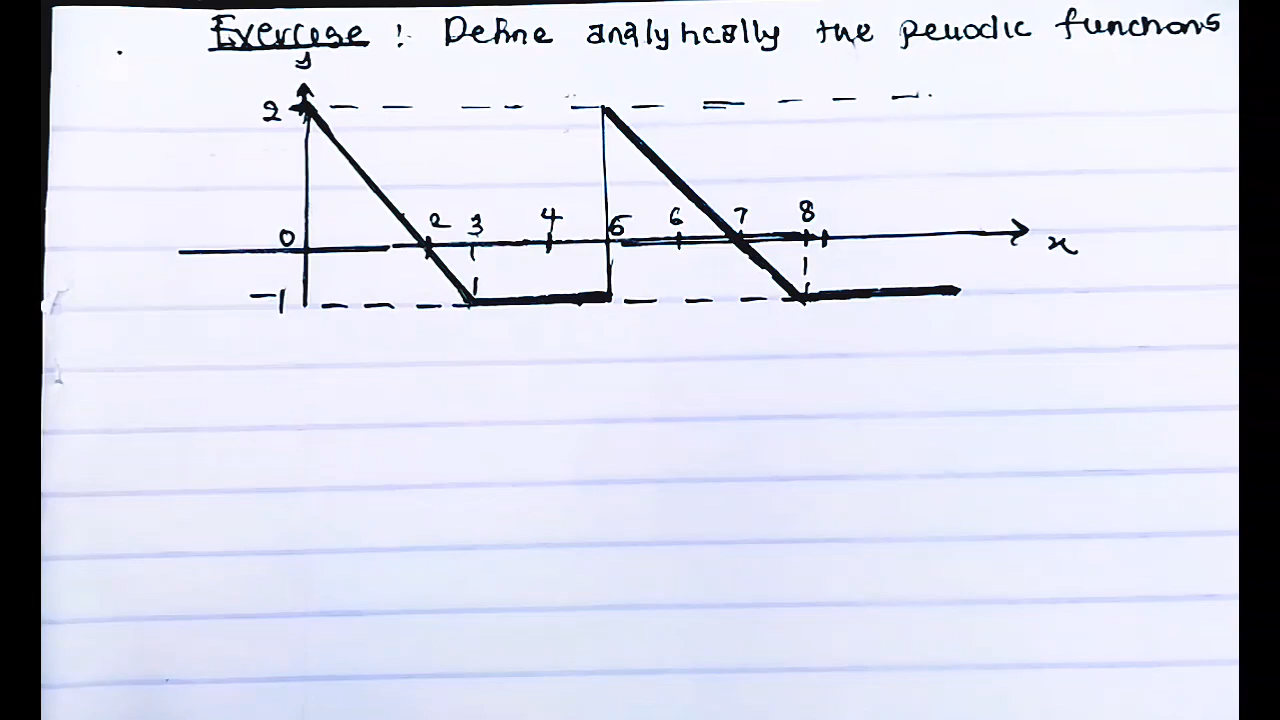 Exercise : Define analytically the periodic functions
y
2
2 3 4 5 6 7 8
0
x
-1